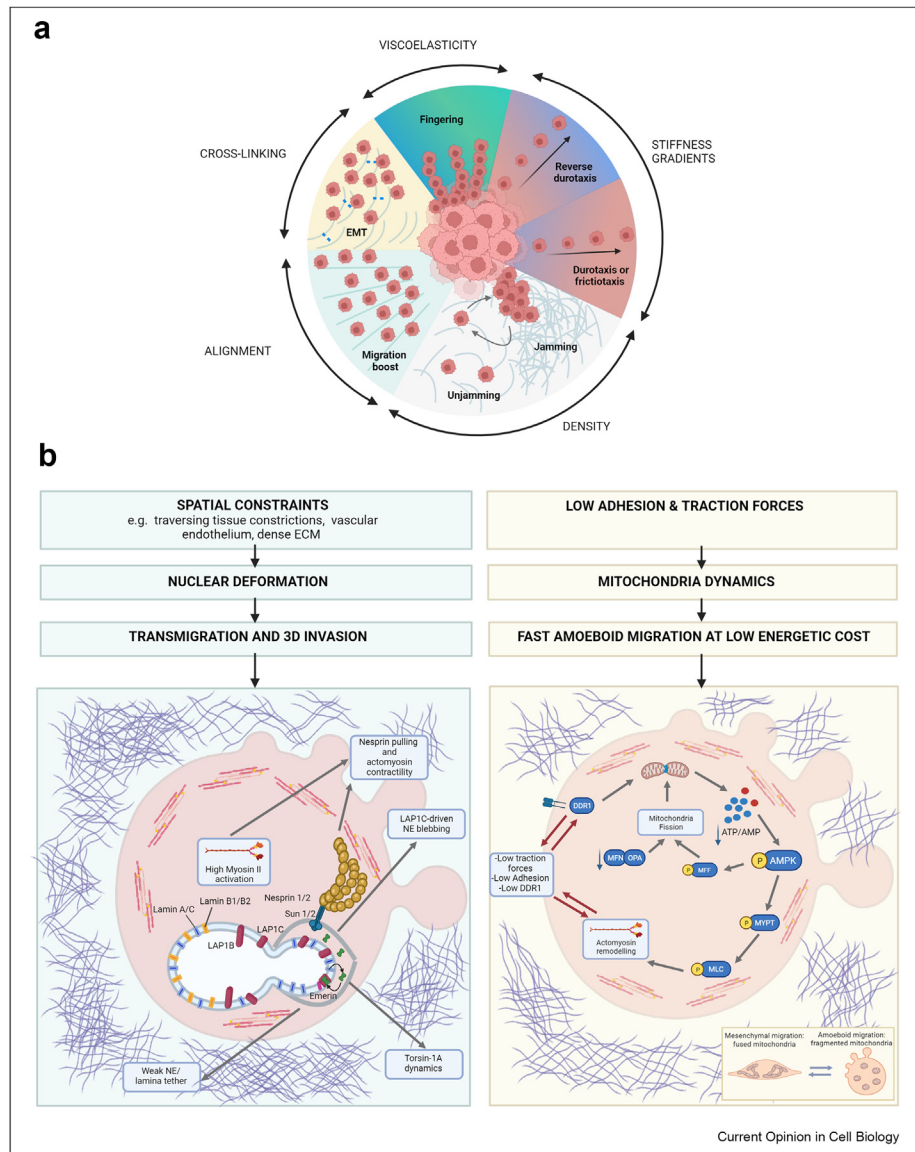 a
VISCOELASTICITY
CROSS-LINKING
STIFFNESS
GRADIENTS
Fingering
Reverse
durotaxis
EMT
Durotaxis or
frictiotaxis
Jamming
Migration
boost
Unjamming
ALIGNMENT
DENSITY
b
SPATIAL CONSTRAINTS
e.g. traversing tissue constrictions, vascular
endothelium, dense ECM
NUCLEAR DEFORMATION
TRANSMIGRATION AND 3D INVASION
Nesprin pulling
and
actomyosin
contractility
LAP1C-driven
NE blebbing
High Myosin II
activation
Lamin B1/B2
Lamin A/C
Nesprin 1/2
Sun 1/2
LAP1C
LAP1B
Emerin
Weak NE/
lamina tether
Torsin-1A
dynamics
LOW ADHESION & TRACTION FORCES
MITOCHONDRIA DYNAMICS
FAST AMOEBOID MIGRATION AT LOW ENERGETIC COST
DDR1
Mitochondria
Fission
ATP/AMP
-Low traction
forces
-Low Adhesion
-Low DDR1
MFN OPA
P MFF
P AMPK
P MYPT
P MLC
Actomyosin
remodelling
Mesenchymal migration:
fused mitochondria
Amoeboid migration:
fragmented mitochondria
Current Opinion in Cell Biology